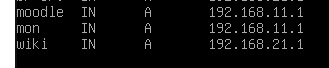 moodle IN A 192.168.11.1
mon IN A 192.168.11.1
wiki IN A 192.168.21.1